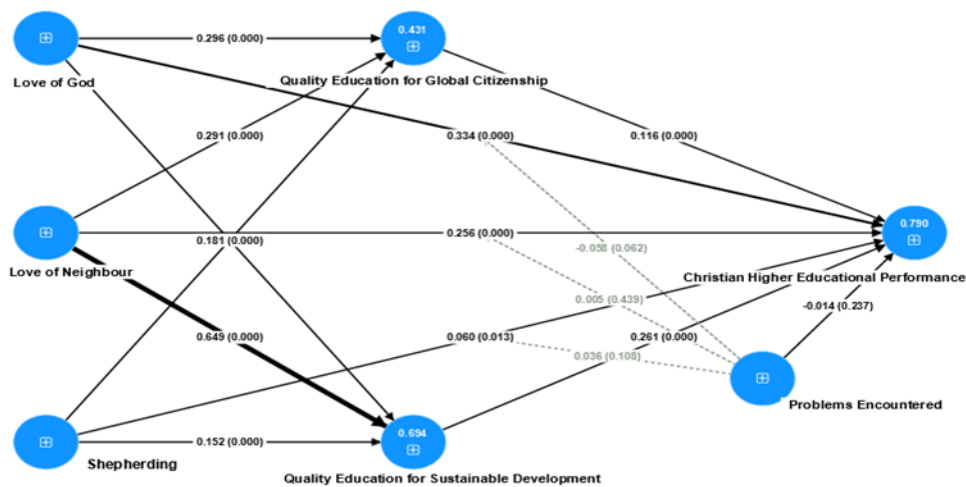 0.296 (0.000)
0.431
Love of God
Quality Education for Global Citizenship
0.291 (0.000)
0.334 (0.000)
0.116 (0.000)
0.790
0.181 (0.000)
0.256 (0.000)
-0.058 (0.062)
Love of Neighbour
Christian Higher Educational Performance
0.005 (0.439)
-0.014 (0.237)
0.649 (0.000)
0.060 (0.013)
0.261 (0.000)
0.036 (0.108)
Problems Encountered
0.694
0.152 (0.000)
Shepherding
Quality Education for Sustainable Development